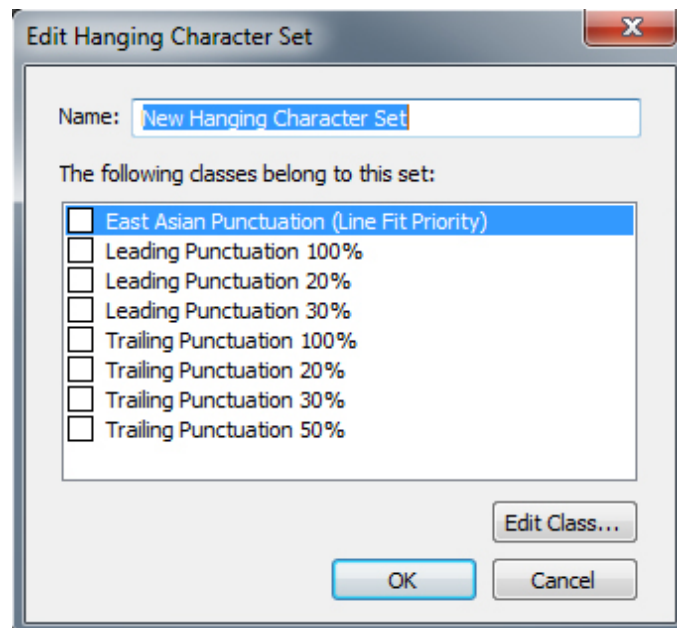 Edit Hanging Character Set
Name: New Hanging Character Set
The following classes belong to this set:
East Asian Punctuation (Line Fit Priority)
Leading Punctuation 100%
Leading Punctuation 20%
Leading Punctuation 30%
Trailing Punctuation 100%
Trailing Punctuation 20%
Trailing Punctuation 30%
Trailing Punctuation 50%
Edit Class...
OK Cancel